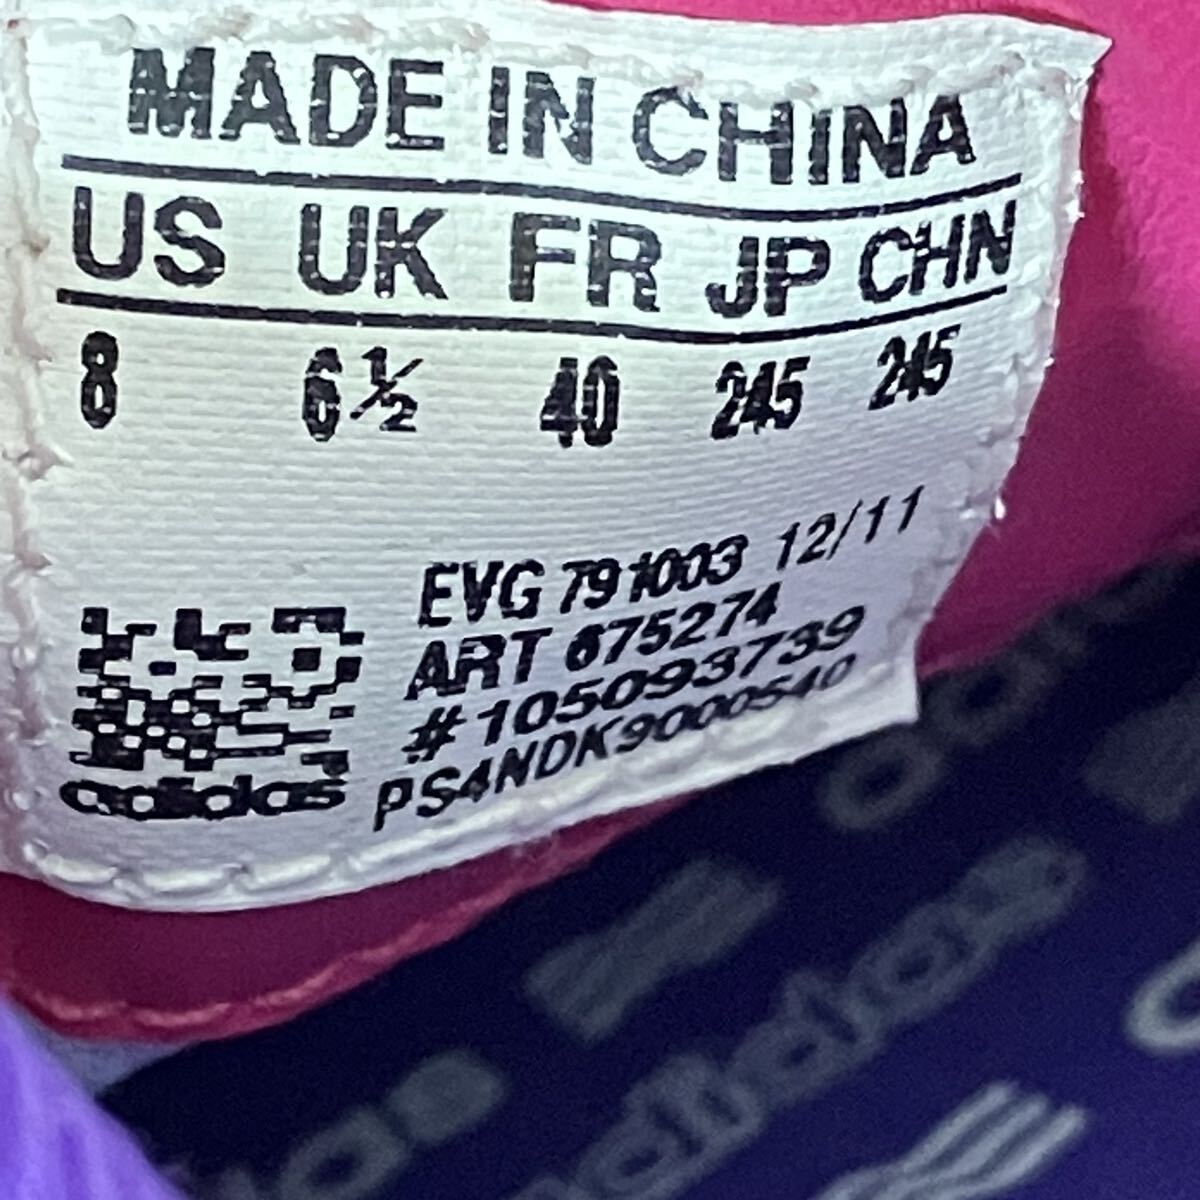 MADE IN CHINA
US UK FR JP CHN
8 6½ 40 245 245
EVG 791003 12/11
ART 675274
#105093739
PS4NDK9000540
adidas